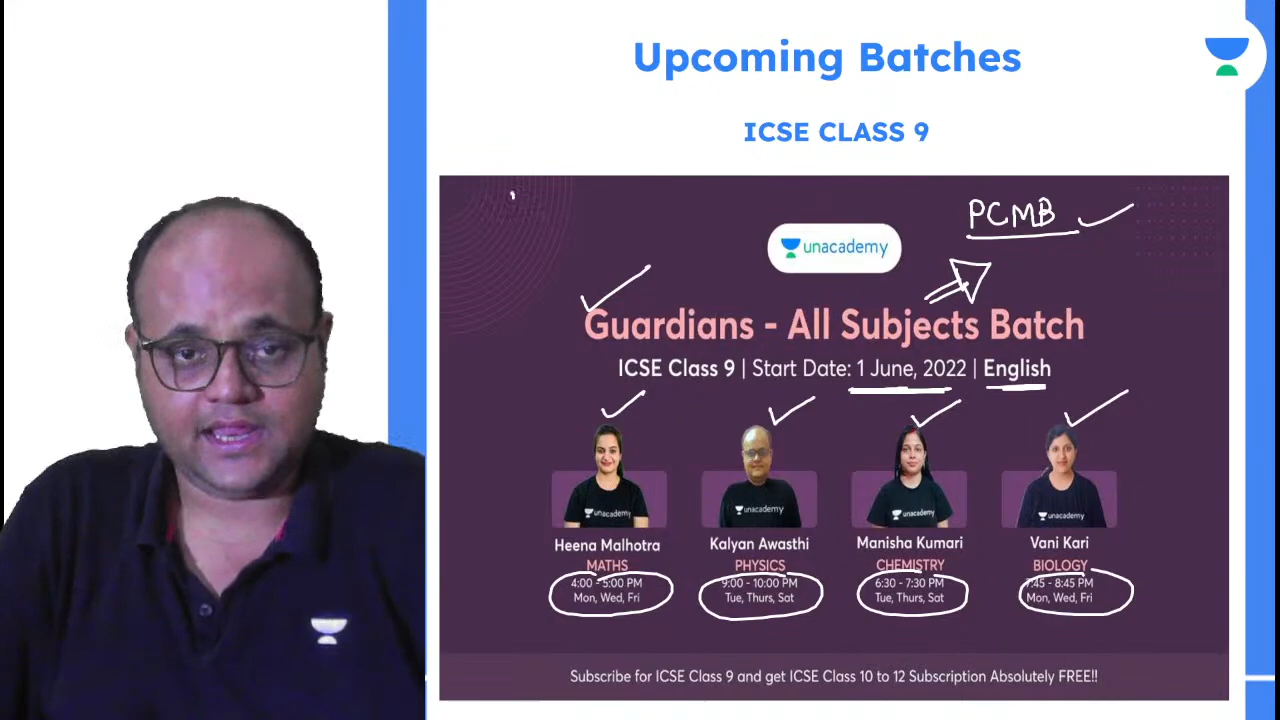 Upcoming Batches
ICSE CLASS 9
PCMB
unacademy
Guardians - All Subjects Batch
ICSE Class 9 | Start Date: 1 June, 2022 | English
unacademy unacademy unacademy unacademy
Heena Malhotra Kalyan Awasthi Manisha Kumari Vani Kari
MATHS PHYSICS CHEMISTRY BIOLOGY
4:00 - 5:00 PM 9:00 - 10:00 PM 6:30 - 7:30 PM 7:45 - 8:45 PM
Mon, Wed, Fri Tue, Thurs, Sat Tue, Thurs, Sat Mon, Wed, Fri
Subscribe for ICSE Class 9 and get ICSE Class 10 to 12 Subscription Absolutely FREE!!